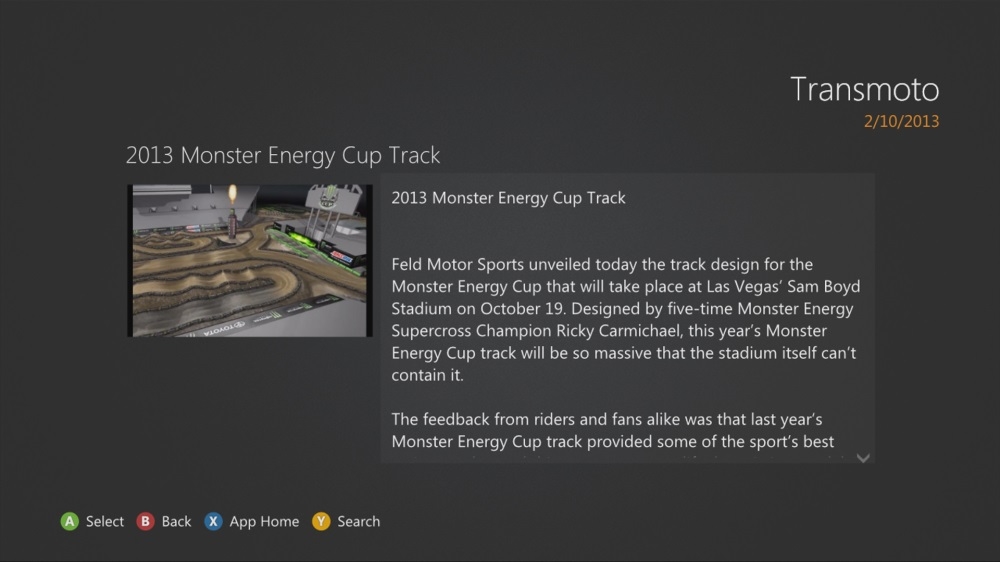 Transmoto
2/10/2013
2013 Monster Energy Cup Track
2013 Monster Energy Cup Track
Feld Motor Sports unveiled today the track design for the
Monster Energy Cup that will take place at Las Vegas’ Sam Boyd
Stadium on October 19. Designed by five-time Monster Energy
Supercross Champion Ricky Carmichael, this year’s Monster
Energy Cup track will be so massive that the stadium itself can’t
contain it.
The feedback from riders and fans alike was that last year’s
Monster Energy Cup track provided some of the sport’s best
TOYOTA
A Select B Back X App Home Y Search